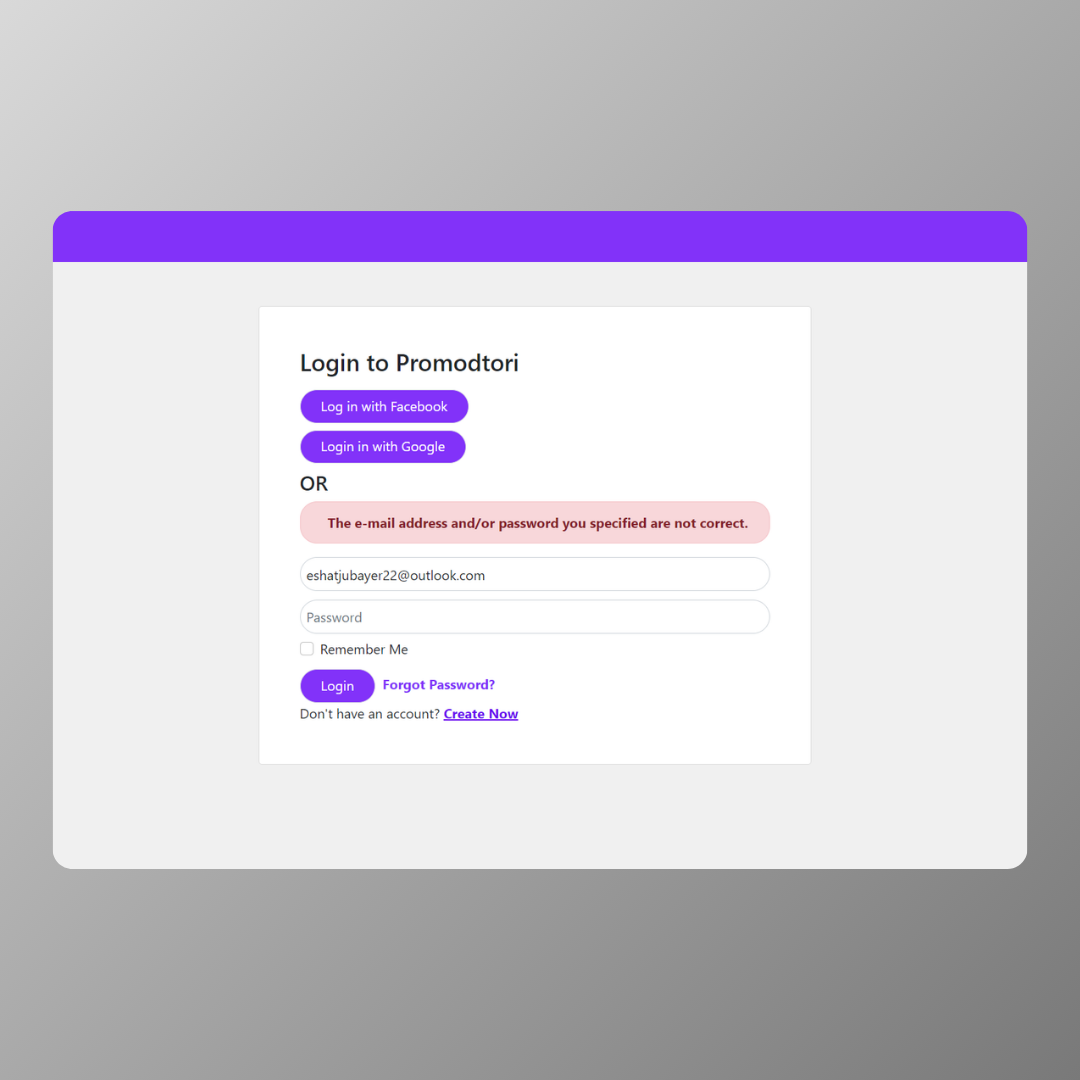 Login to Promodtori
Log in with Facebook
Login in with Google
OR
The e-mail address and/or password you specified are not correct.
eshatjubayer22@outlook.com
Password
Remember Me
Login Forgot Password?
Don't have an account? Create Now